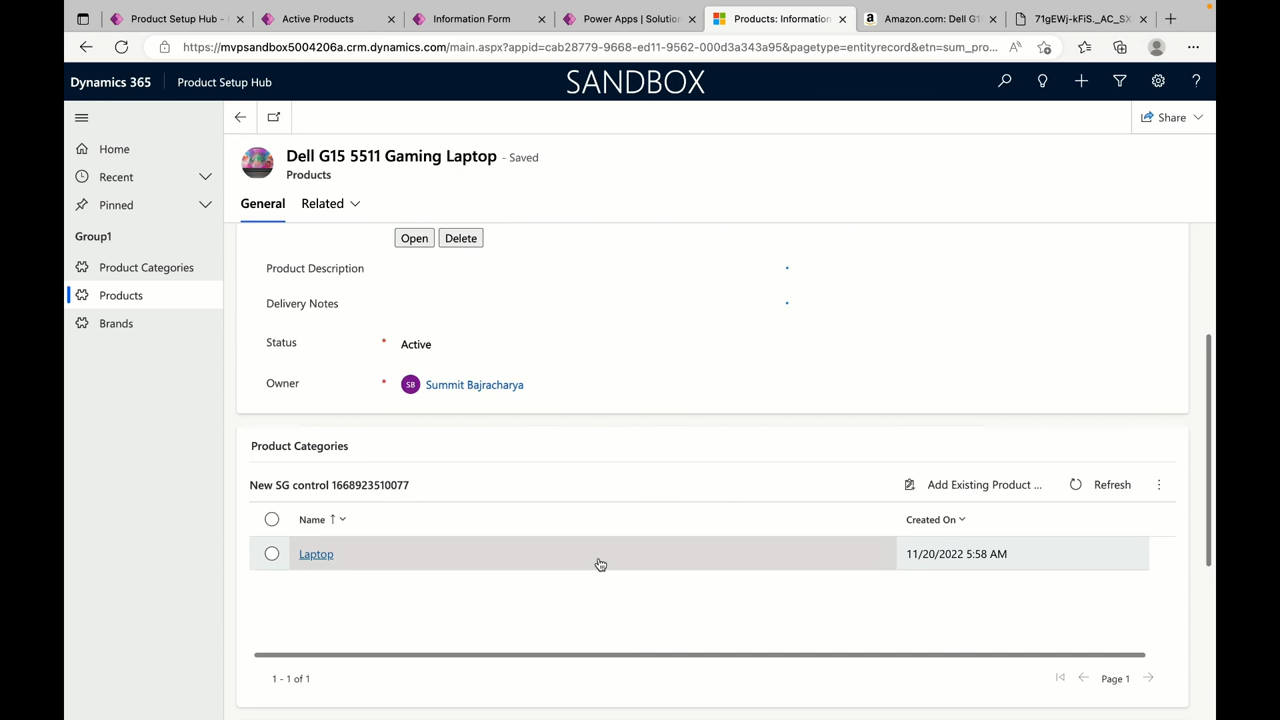 Product Setup Hub -
Active Products
Information Form
Power Apps | Solution
Products: Information
Amazon.com: Dell G1
71gEWj-kFiS._AC_SX
https://mvpsandbox5004206a.crm.dynamics.com/main.aspx?appid=cab28779-9668-ed11-9562-000d3a343a95&pagetype=entityrecord&etn=sum_pro...
Dynamics 365
Product Setup Hub
SANDBOX
Share
Home
Recent
Pinned
Group1
Product Categories
Products
Brands
Dell G15 5511 Gaming Laptop - Saved
Products
General
Related
Open
Delete
Product Description
Delivery Notes
Status * Active
Owner * SB Summit Bajracharya
Product Categories
New SG control 1668923510077
Add Existing Product ...
Refresh
Name
Created On
Laptop
11/20/2022 5:58 AM
1 - 1 of 1
Page 1